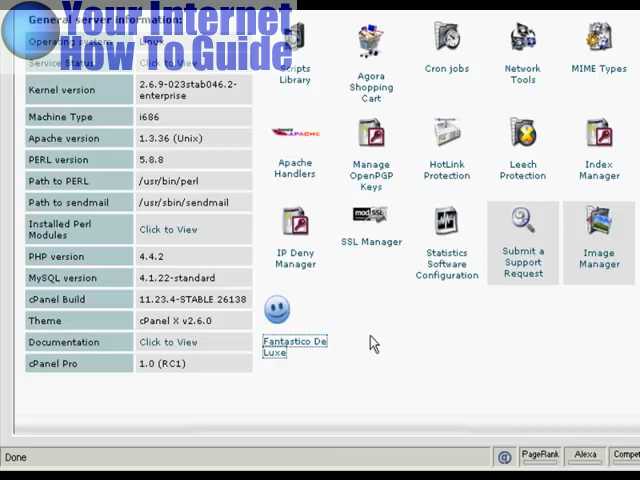 Your Internet
How To Guide
General server information:
Operating system Linux
Service Status Click to View
Kernel version 2.6.9-023stab046.2-
enterprise
Machine Type i686
Apache version 1.3.36 (Unix)
PERL version 5.8.8
Path to PERL /usr/bin/perl
Path to sendmail /usr/sbin/sendmail
Installed Perl
Modules Click to View
PHP version 4.4.2
MySQL version 4.1.22-standard
cPanel Build 11.23.4-STABLE 26138
Theme cPanel X v2.6.0
Documentation Click to View
cPanel Pro 1.0 (RC1)
Scripts
Library
Agora
Shopping
Cart
Cron jobs
Network
Tools
MIME Types
APACHE
Apache
Handlers
Manage
OpenPGP
Keys
HotLink
Protection
Leech
Protection
Index
Manager
IP Deny
Manager
mod SSL
SSL Manager
Statistics
Software
Configuration
Submit a
Support
Request
Image
Manager
Fantastico De
Luxe
Done
@
PageRank
Alexa
Compet